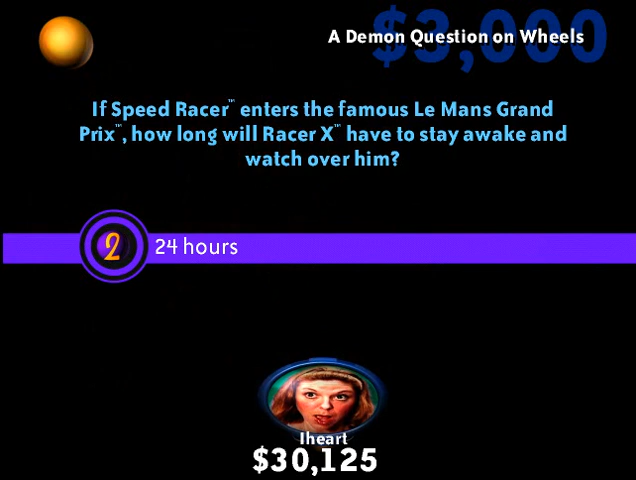 A Demon Question on Wheels
$3,000
If Speed Racer™ enters the famous Le Mans Grand
Prix™, how long will Racer X™ have to stay awake and
watch over him?
2 24 hours
Iheart
$30,125